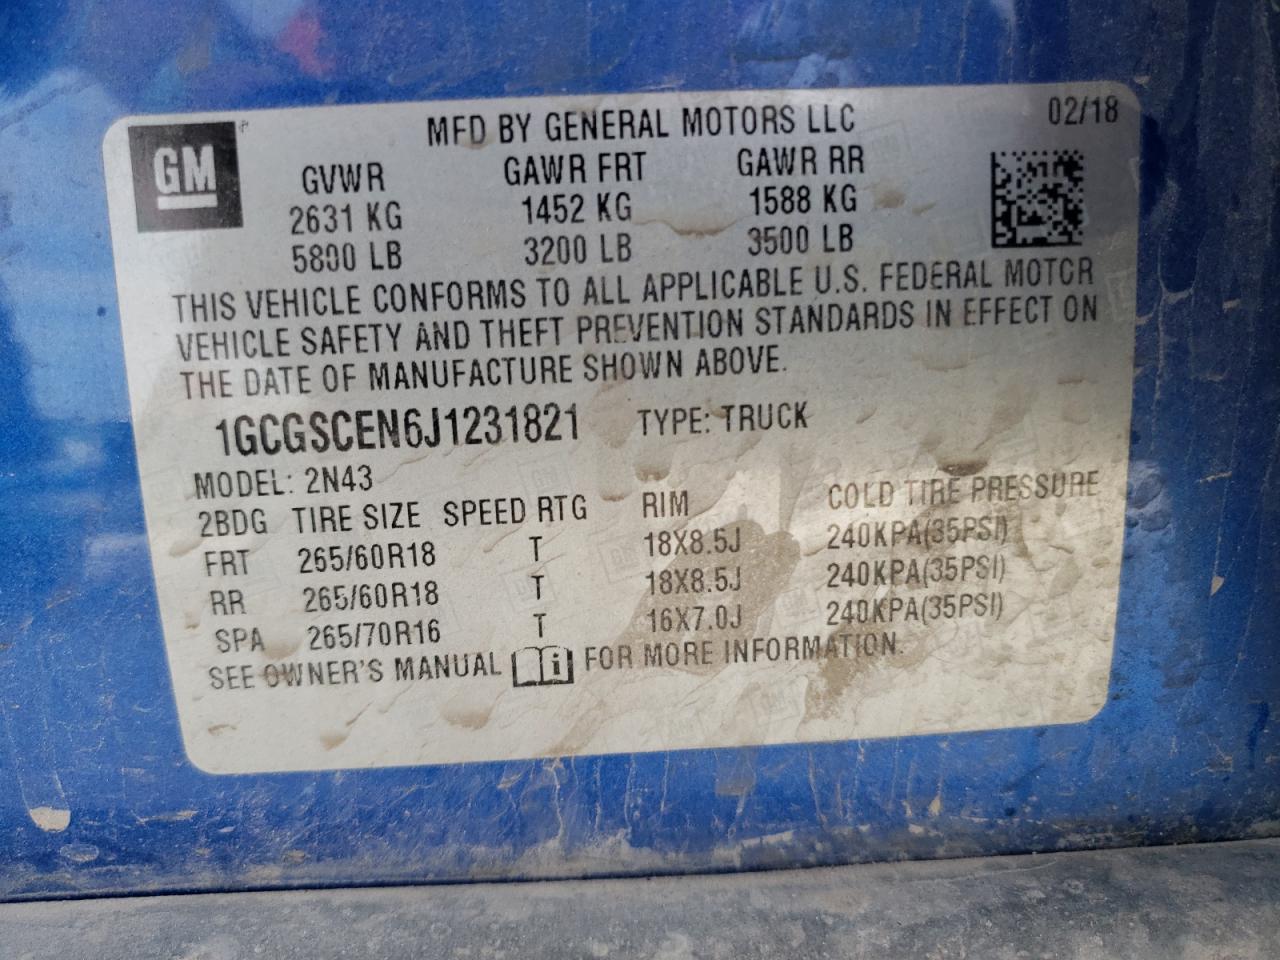 GM
MFD BY GENERAL MOTORS LLC 02/18
GVWR GAWR FRT GAWR RR
2631 KG 1452 KG 1588 KG
5800 LB 3200 LB 3500 LB
THIS VEHICLE CONFORMS TO ALL APPLICABLE U.S. FEDERAL MOTOR
VEHICLE SAFETY AND THEFT PREVENTION STANDARDS IN EFFECT ON
THE DATE OF MANUFACTURE SHOWN ABOVE.
1GCGSCEN6J1231821 TYPE: TRUCK
MODEL: 2N43
2BDG TIRE SIZE SPEED RTG RIM COLD TIRE PRESSURE
FRT 265/60R18 T 18X8.5J 240KPA(35PSI)
RR 265/60R18 T 18X8.5J 240KPA(35PSI)
SPA 265/70R16 T 16X7.0J 240KPA(35PSI)
SEE OWNER'S MANUAL i FOR MORE INFORMATION.